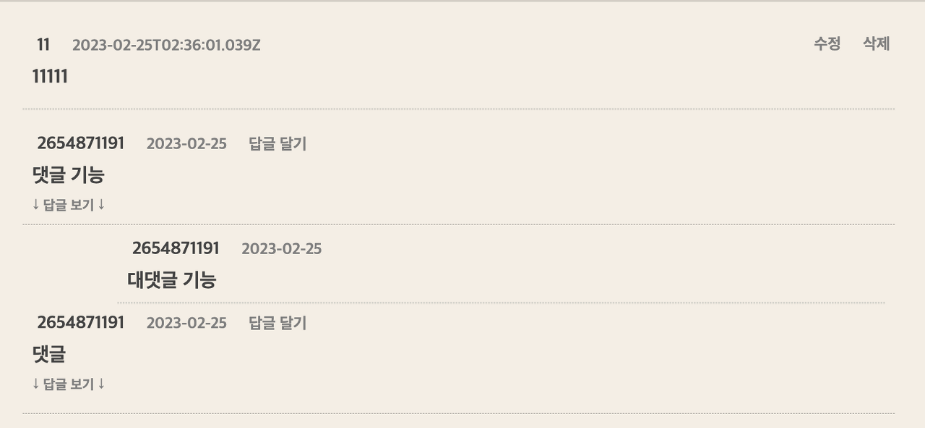 11 2023-02-25T02:36:01.039Z 수정 삭제
11111
2654871191 2023-02-25 답글 달기
댓글 기능
↓ 답글 보기 ↓
2654871191 2023-02-25
대댓글 기능
2654871191 2023-02-25 답글 달기
댓글
↓ 답글 보기 ↓